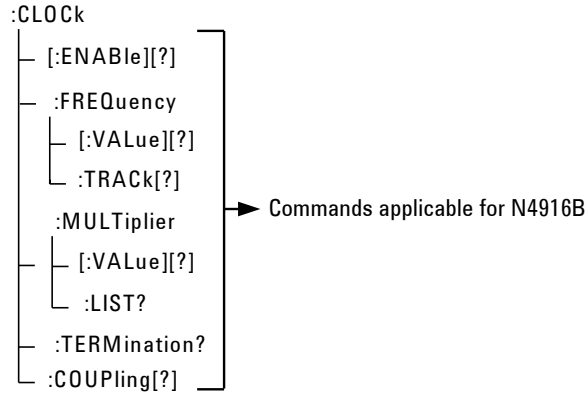 :CLOCk
[:ENABle][?]
:FREQuency
[:VALue][?]
:TRACk[?]
:MULTiplier
[:VALue][?]
:LIST?
:TERMination?
:COUPling[?]
Commands applicable for N4916B